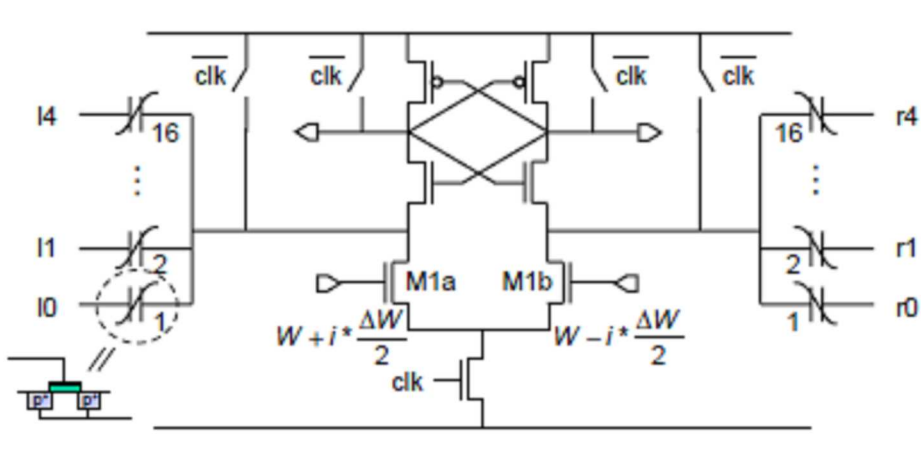 clk clk clk clk
l4 16 16 r4
l1 2 2 r1
l0 1 1 r0
M1a M1b
W + i * ΔW/2 W − i * ΔW/2
clk
p+ p+